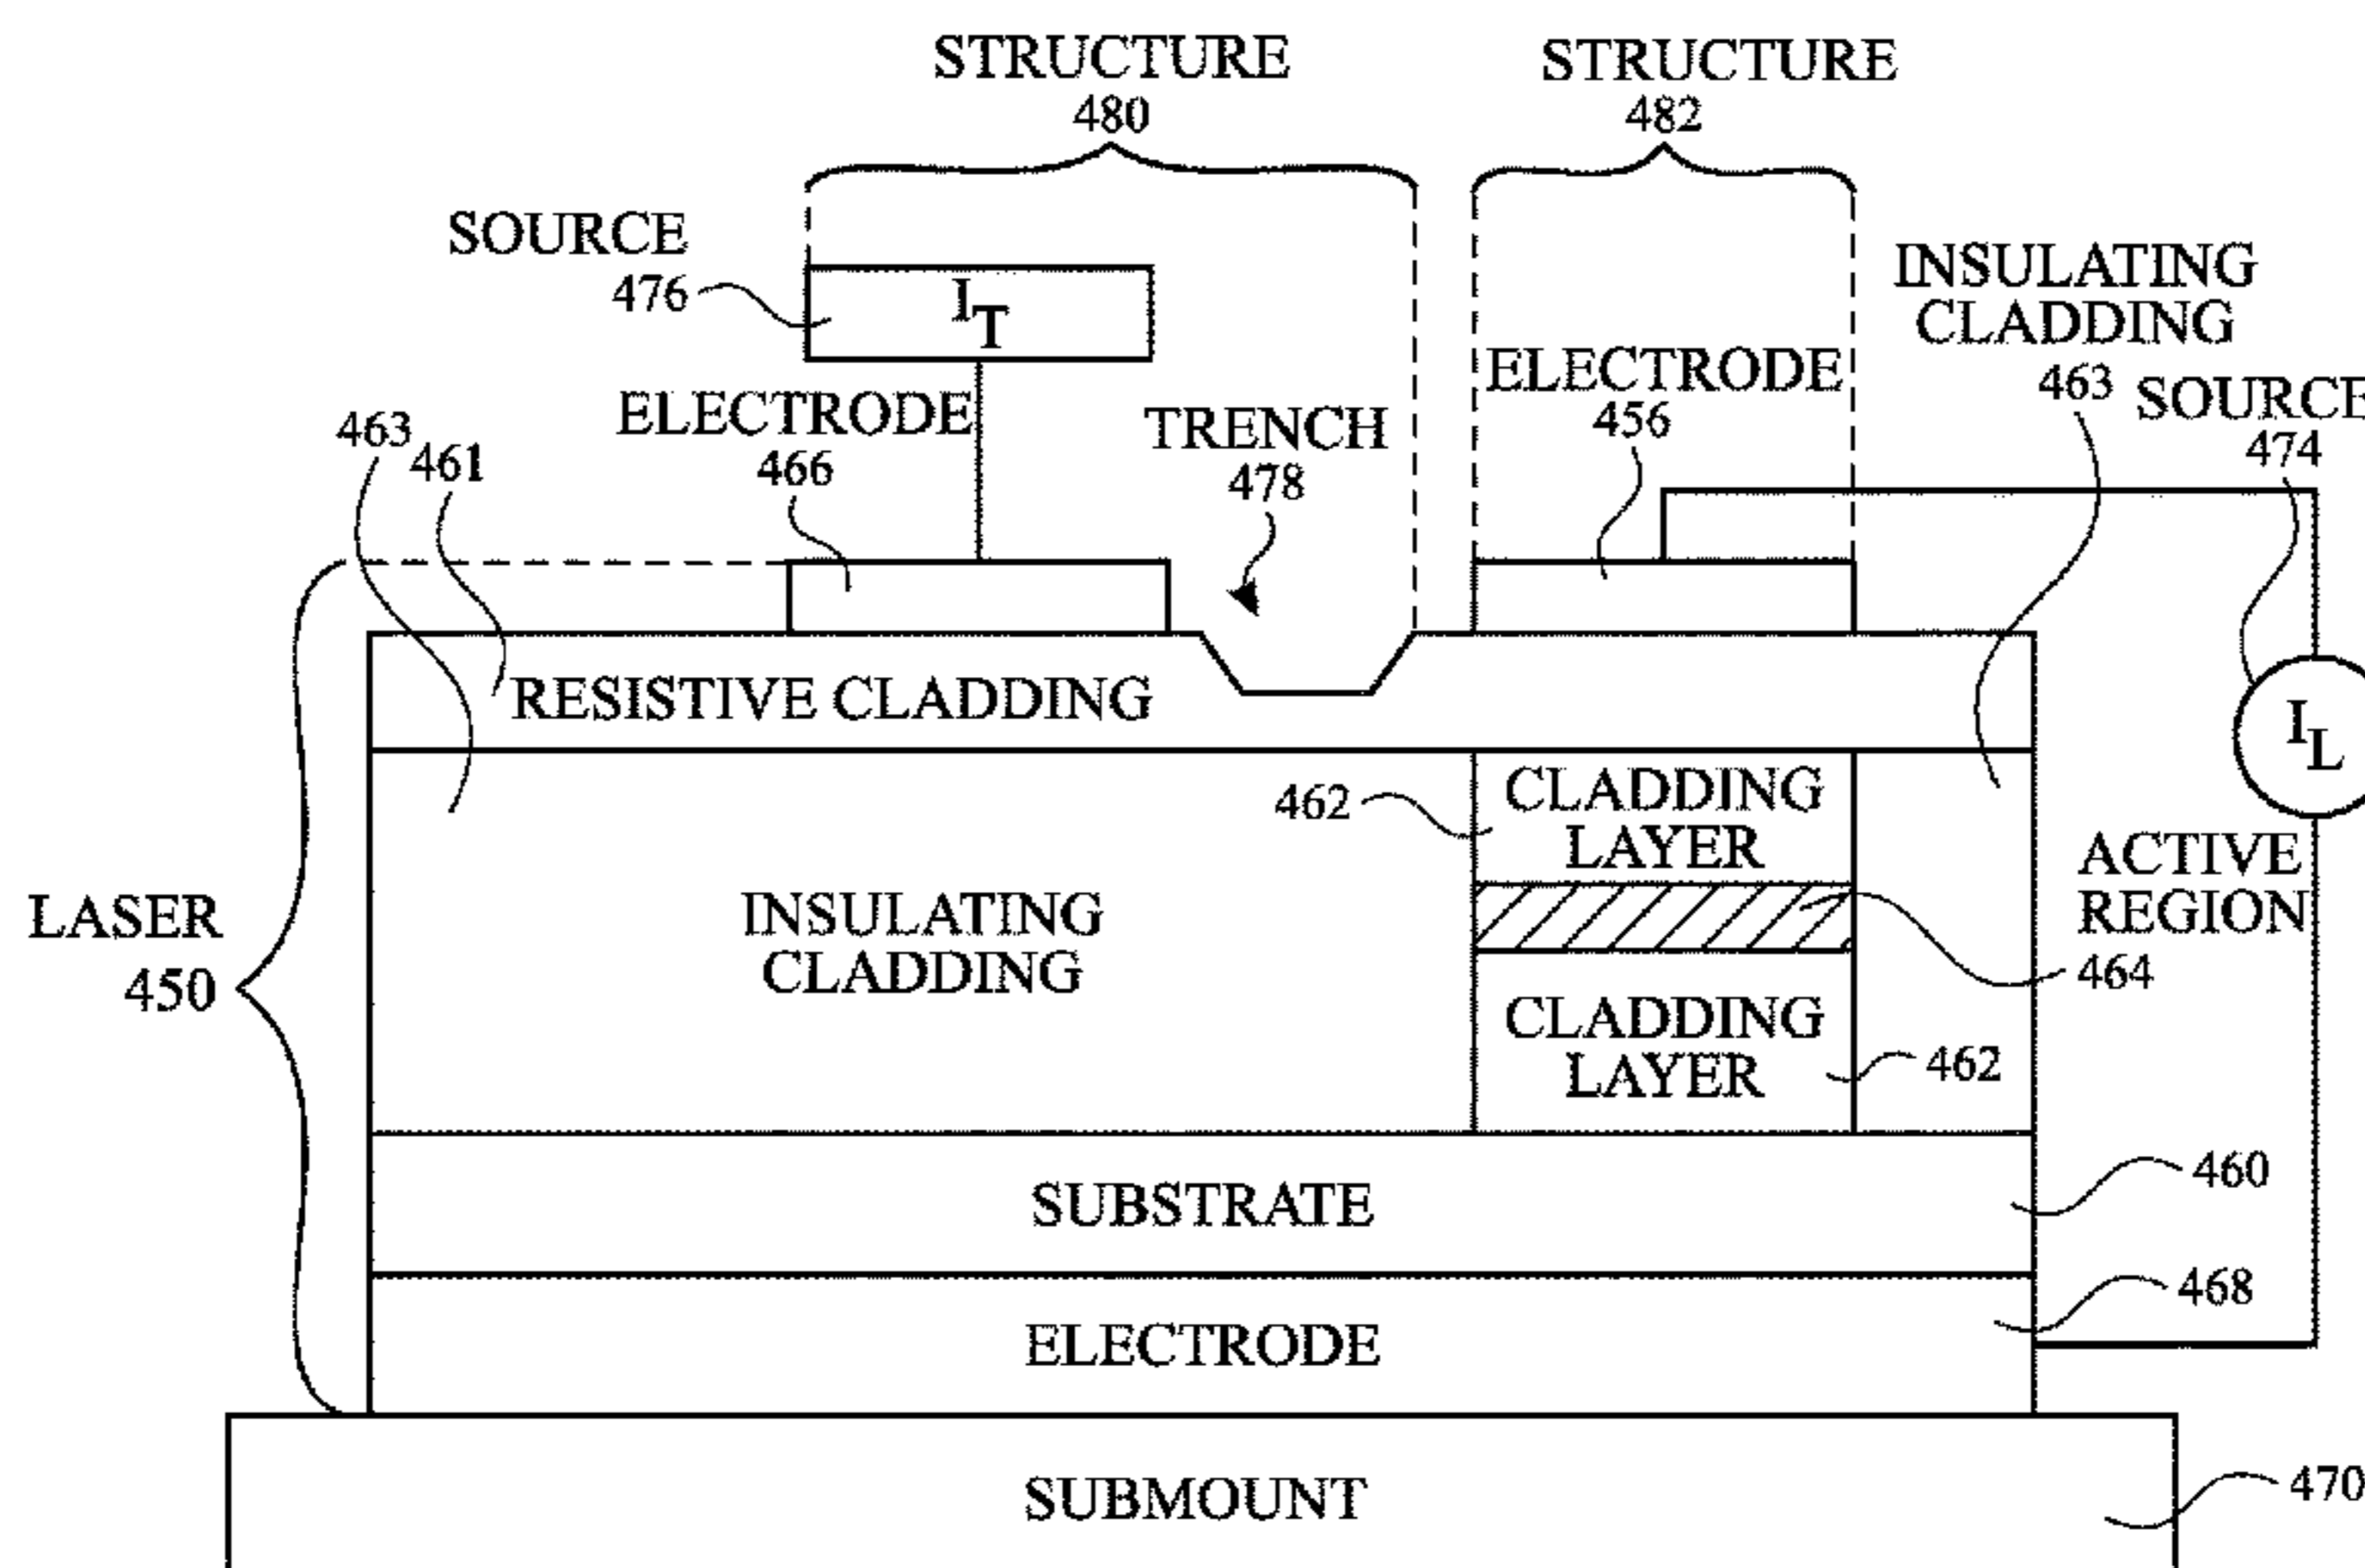 STRUCTURE
480
STRUCTURE
482
SOURCE
476
I_T
INSULATING
CLADDING
463
ELECTRODE
466
TRENCH
478
ELECTRODE
456
SOURCE
474
463
461
RESISTIVE CLADDING
I_L
462
CLADDING
LAYER
ACTIVE
REGION
464
LASER
450
INSULATING
CLADDING
CLADDING
LAYER
462
SUBSTRATE
460
468
ELECTRODE
SUBMOUNT
470